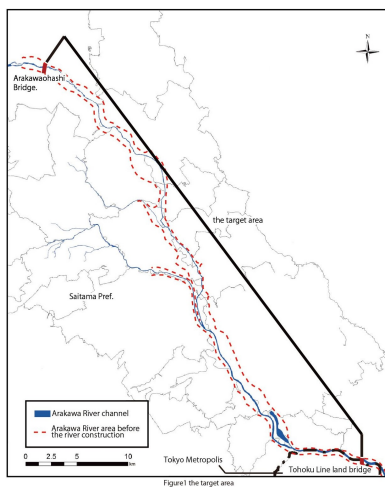 N
Arakawaohashi
Bridge.
the target area
Saitama Pref.
Arakawa River channel
Arakawa River area before
the river construction
0 2.5 5 10
km
Tokyo Metropolis
Tohoku Line land bridge
Figure1 the target area